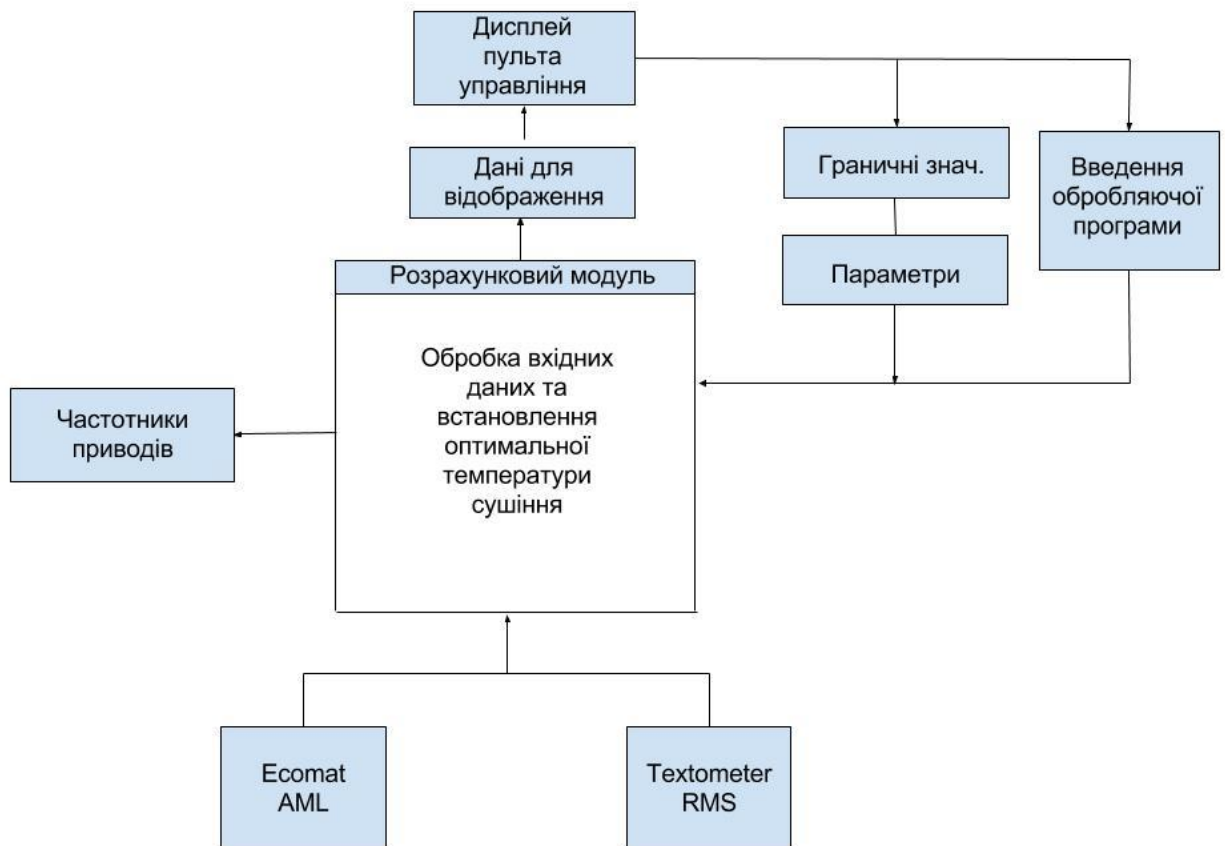 Дисплей
пульта
управління
Дані для
відображення
Граничні знач.
Введення
обробляючої
програми
Параметри
Розрахунковий модуль
Обробка вхідних
даних та
встановлення
оптимальної
температури
сушіння
Частотники
приводів
Ecomat
AML
Textometer
RMS